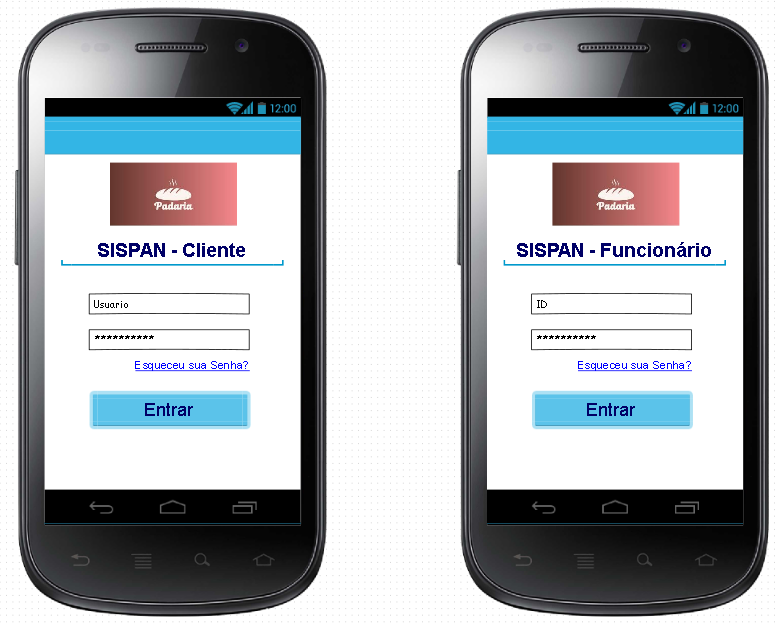 12:00
Padaria
SISPAN - Cliente
Usuario
**********
Esqueceu sua Senha?
Entrar
12:00
Padaria
SISPAN - Funcionário
ID
**********
Esqueceu sua Senha?
Entrar